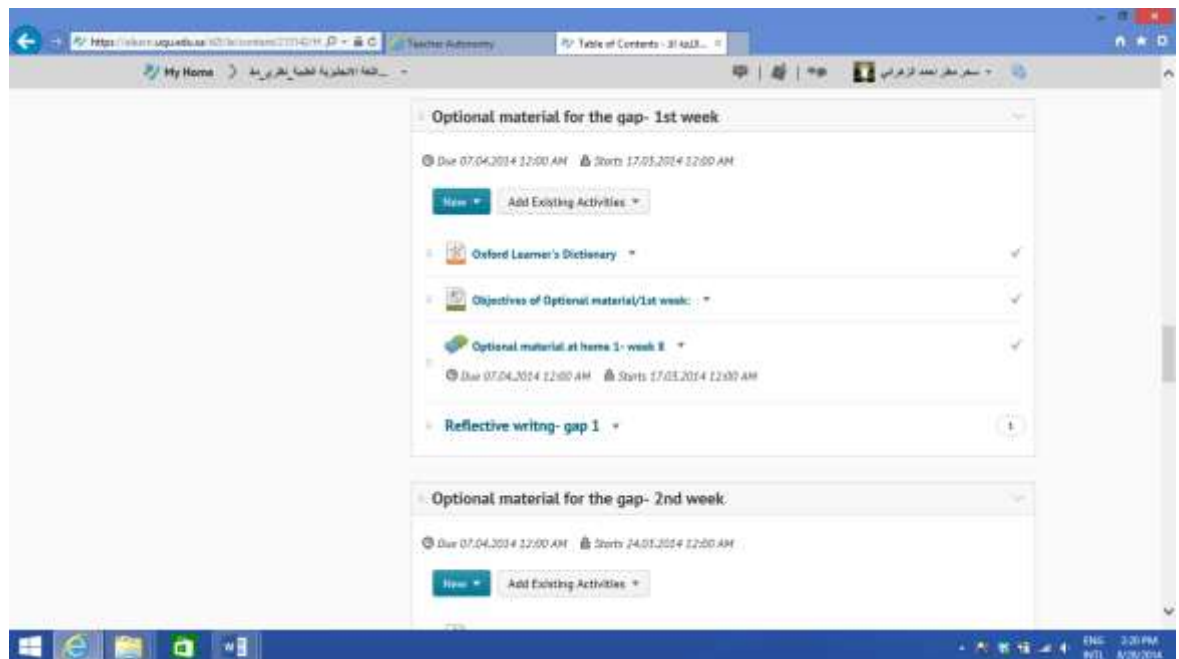 Teacher Autonomy
Table of Contents -
My Home
Optional material for the gap- 1st week
Due 07.04.2014 12:00 AM Starts 17.03.2014 12:00 AM
New Add Existing Activities
Oxford Learner's Dictionary
Objectives of Optional material/1st week:
Optional material at home 1- week 8
Due 07.04.2014 12:00 AM Starts 17.03.2014 12:00 AM
Reflective writng- gap 1
1
Optional material for the gap- 2nd week
Due 07.04.2014 12:00 AM Starts 24.03.2014 12:00 AM
New Add Existing Activities
ENG 3:20 PM
INTL 8/28/2014